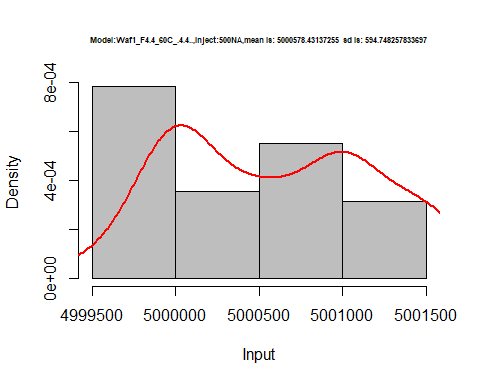 Model:Waf1_F4.4_60C_.4.4.,Inject:500NA,mean is: 5000578.43137255 sd is: 594.748257833697
Density
8e-04
4e-04
0e+00
4999500 5000000 5000500 5001000 5001500
Input